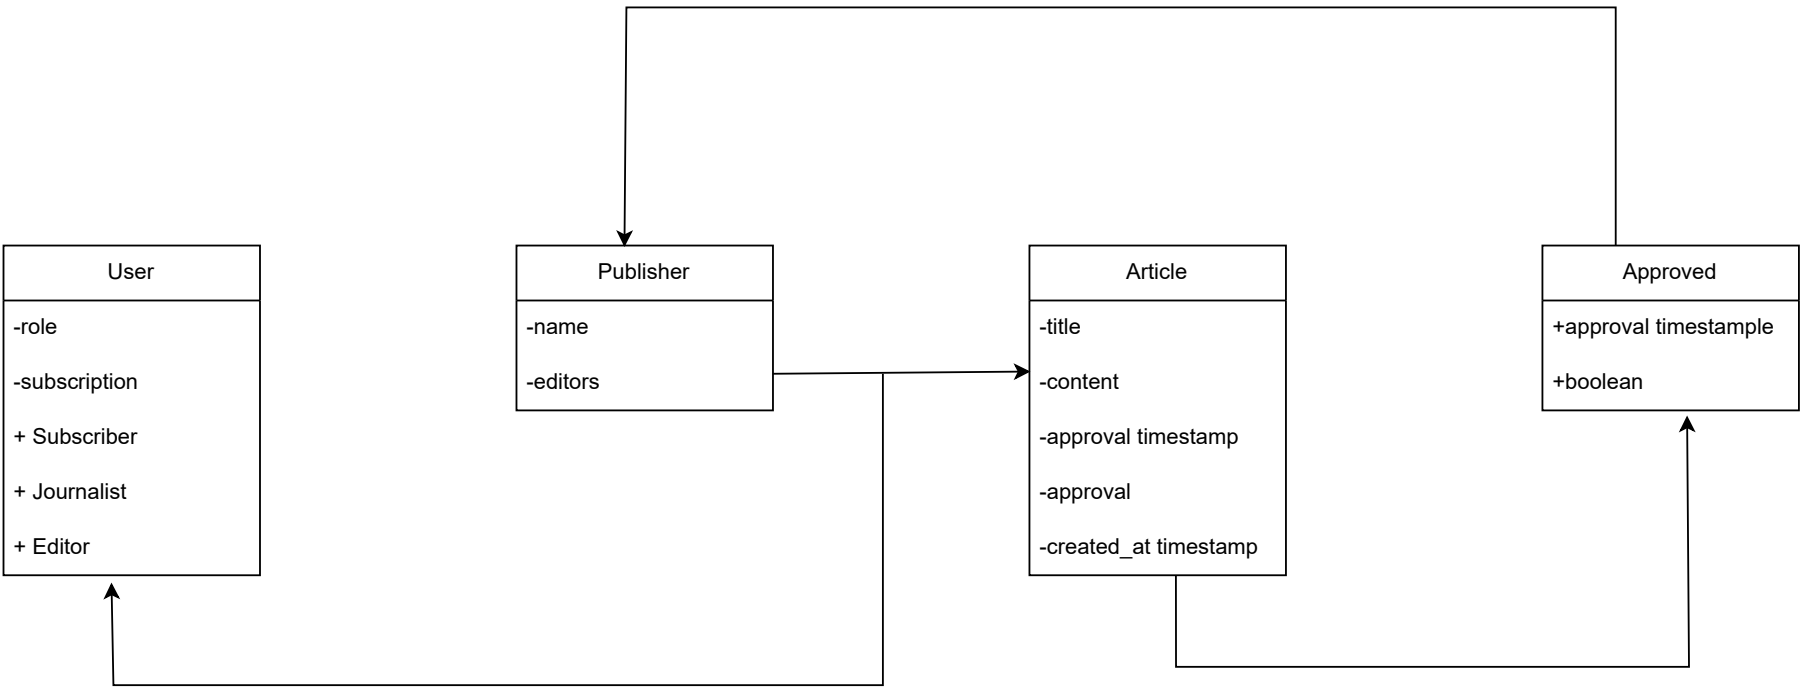 User
-role
-subscription
+ Subscriber
+ Journalist
+ Editor
Publisher
-name
-editors
Article
-title
-content
-approval timestamp
-approval
-created_at timestamp
Approved
+approval timestample
+boolean